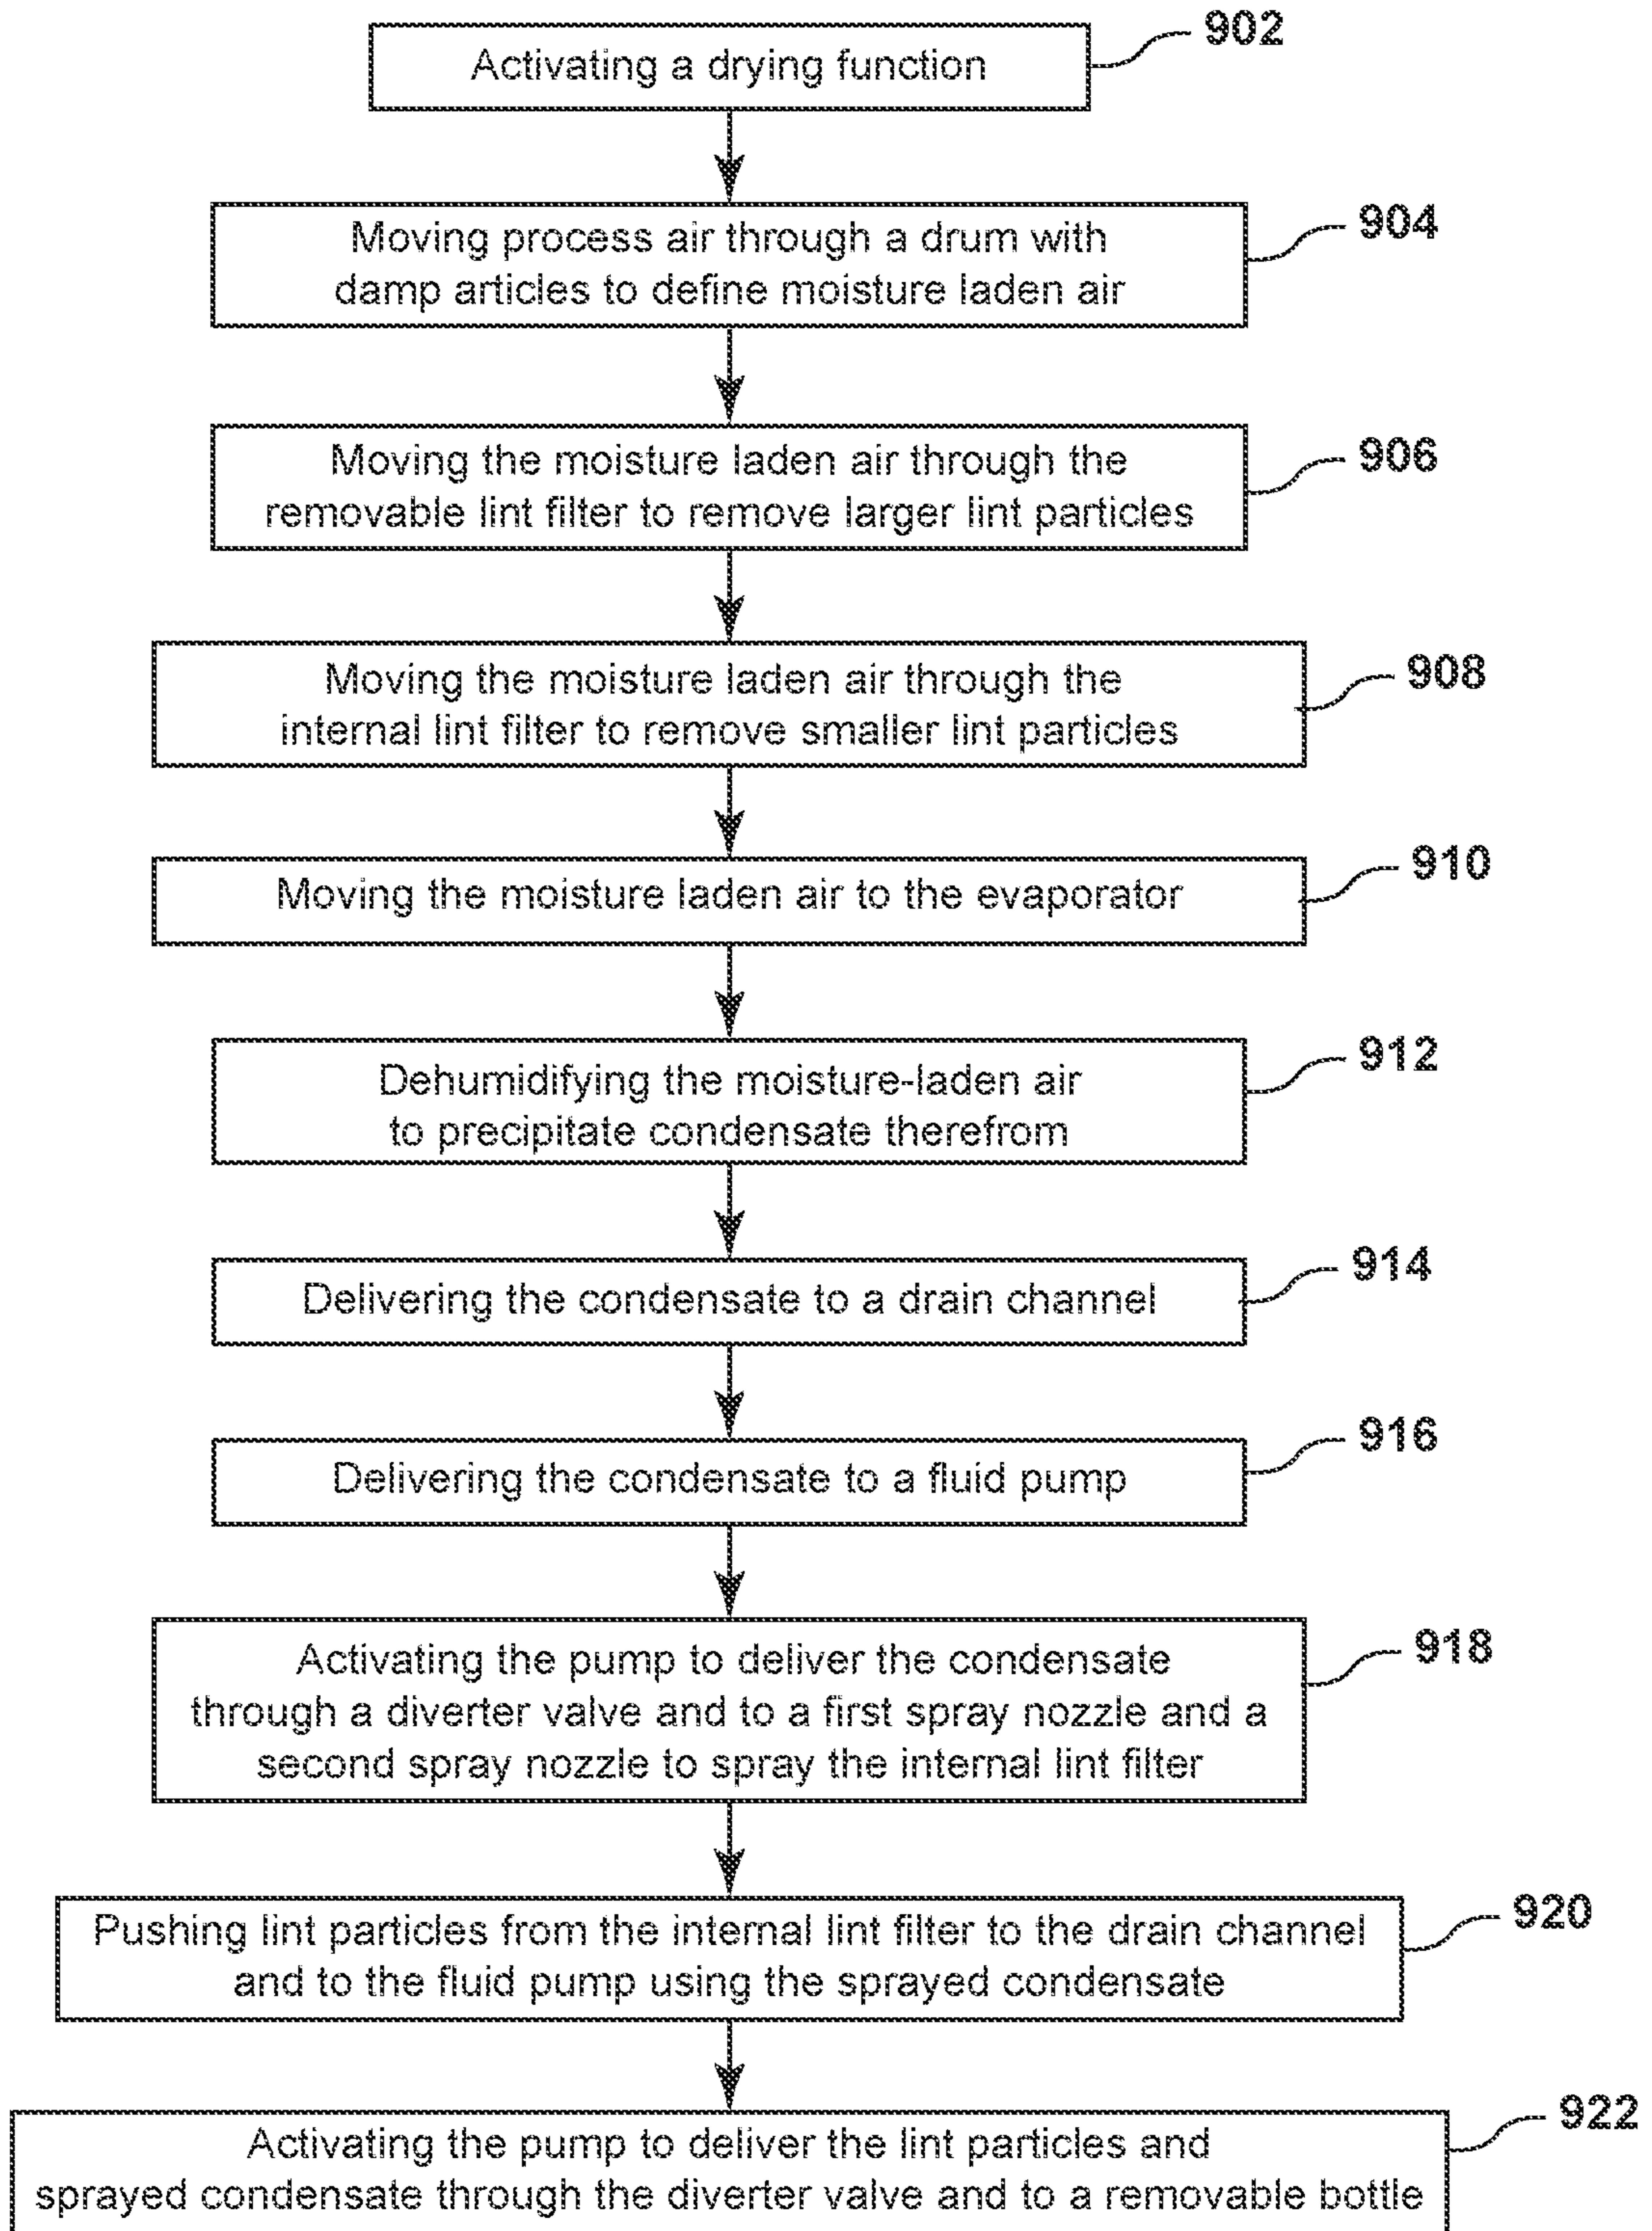 902
Activating a drying function
904
Moving process air through a drum with
damp articles to define moisture laden air
906
Moving the moisture laden air through the
removable lint filter to remove larger lint particles
908
Moving the moisture laden air through the
internal lint filter to remove smaller lint particles
910
Moving the moisture laden air to the evaporator
912
Dehumidifying the moisture-laden air
to precipitate condensate therefrom
914
Delivering the condensate to a drain channel
916
Delivering the condensate to a fluid pump
918
Activating the pump to deliver the condensate
through a diverter valve and to a first spray nozzle and a
second spray nozzle to spray the internal lint filter
920
Pushing lint particles from the internal lint filter to the drain channel
and to the fluid pump using the sprayed condensate
922
Activating the pump to deliver the lint particles and
sprayed condensate through the diverter valve and to a removable bottle